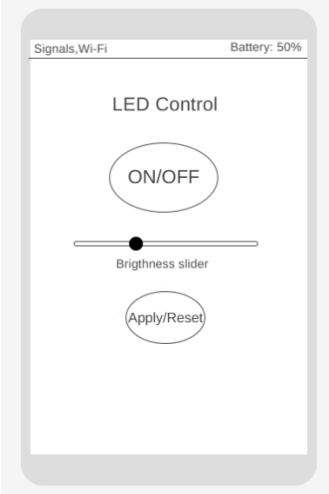 Signals,Wi-Fi Battery: 50%
LED Control
ON/OFF
Brigthness slider
Apply/Reset